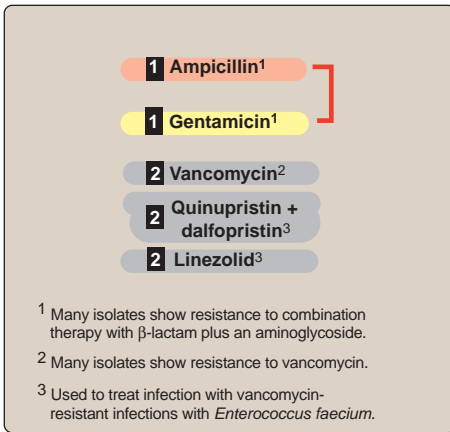 1 Ampicillin¹
1 Gentamicin¹
2 Vancomycin²
2 Quinupristin +
dalfopristin³
2 Linezolid³
1 Many isolates show resistance to combination
therapy with β-lactam plus an aminoglycoside.
2 Many isolates show resistance to vancomycin.
3 Used to treat infection with vancomycin-
resistant infections with Enterococcus faecium.